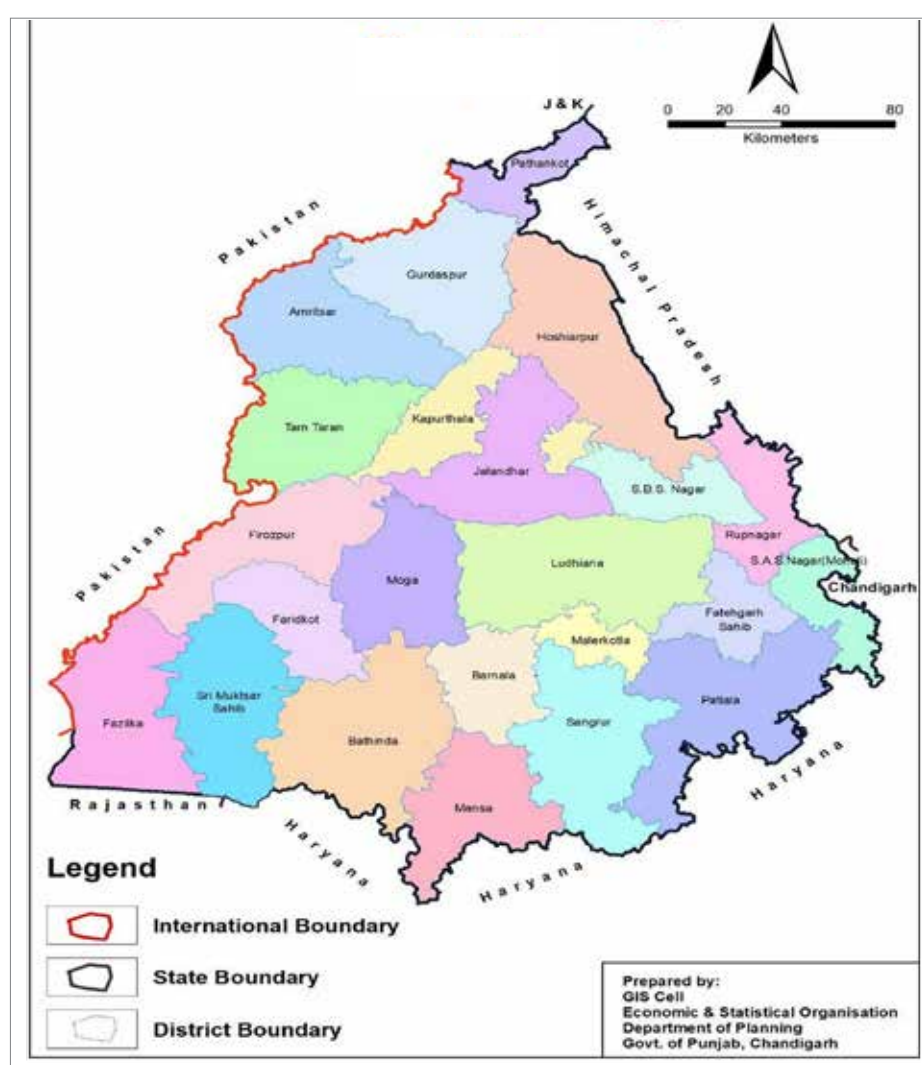 J & K
0 20 40 80
Kilometers
Pathankot
Pakistan
Himachal Pradesh
Gurdaspur
Amritsar
Hoshiarpur
Tarn Taran
Kapurthala
Jalandhar
S.B.S. Nagar
Pakistan
Firozpur
Rupnagar
Ludhiana
S.A.S.Nagar(Mohali)
Moga
Chandigarh
Faridkot
Fatehgarh
Sahib
Malerkotla
Barnala
Sri Muktsar
Sahib
Patiala
Fazilka
Sangrur
Bathinda
Haryana
Rajasthan
Mansa
Haryana
Haryana
Legend
International Boundary
State Boundary
District Boundary
Prepared by:
GIS Cell
Economic & Statistical Organisation
Department of Planning
Govt. of Punjab, Chandigarh